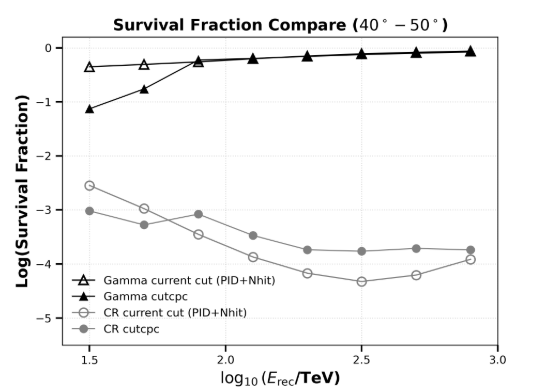 Survival Fraction Compare (40° − 50°)
Log(Survival Fraction)
0
−1
−2
−3
−4
−5
Gamma current cut (PID+Nhit)
Gamma cutcpc
CR current cut (PID+Nhit)
CR cutcpc
1.5 2.0 2.5 3.0
log₁₀ (E_rec/TeV)